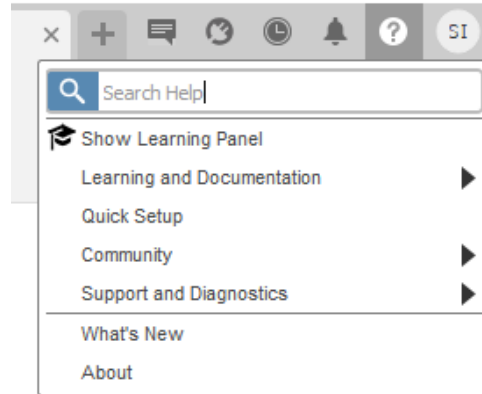 SI
Search Help
Show Learning Panel
Learning and Documentation
Quick Setup
Community
Support and Diagnostics
What's New
About